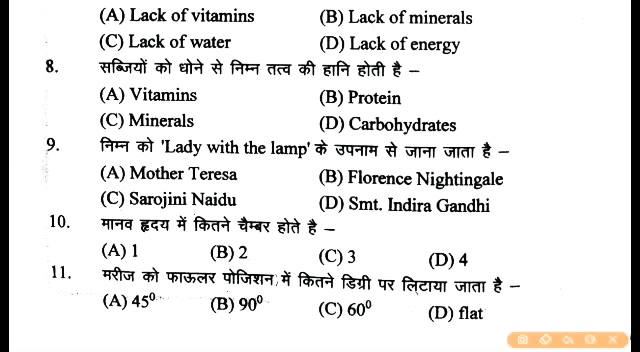 (A) Lack of vitamins (B) Lack of minerals
(C) Lack of water (D) Lack of energy
8. सब्जियों को धोने से निम्न तत्व की हानि होती है –
(A) Vitamins (B) Protein
(C) Minerals (D) Carbohydrates
9. निम्न को 'Lady with the lamp' के उपनाम से जाना जाता है –
(A) Mother Teresa (B) Florence Nightingale
(C) Sarojini Naidu (D) Smt. Indira Gandhi
10. मानव हृदय में कितने चैम्बर होते है –
(A) 1 (B) 2 (C) 3 (D) 4
11. मरीज को फाऊलर पोजिशन में कितने डिग्री पर लिटाया जाता है –
(A) 45⁰ (B) 90⁰ (C) 60⁰ (D) flat